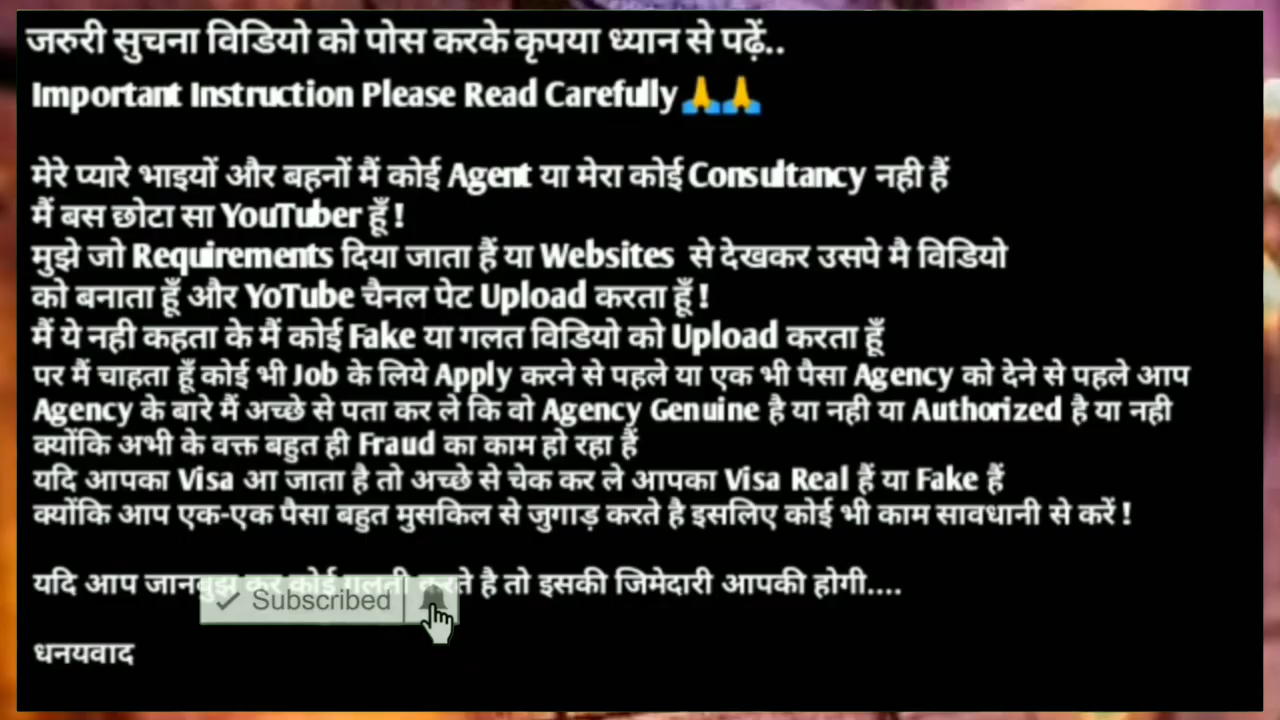 जरुरी सुचना विडियो को पोस करके कृपया ध्यान से पढ़ें..
Important Instruction Please Read Carefully🙏🙏
मेरे प्यारे भाइयों और बहनों मैं कोई Agent या मेरा कोई Consultancy नही हैं
मैं बस छोटा सा YouTuber हूँ !
मुझे जो Requirements दिया जाता हैं या Websites से देखकर उसपे मै विडियो
को बनाता हूँ और YoTube चैनल पेट Upload करता हूँ !
मैं ये नही कहता के मैं कोई Fake या गलत विडियो को Upload करता हूँ
पर मैं चाहता हूँ कोई भी Job के लिये Apply करने से पहले या एक भी पैसा Agency को देने से पहले आप
Agency के बारे मैं अच्छे से पता कर ले कि वो Agency Genuine है या नही या Authorized है या नही
क्योंकि अभी के वक्त बहुत ही Fraud का काम हो रहा हैं
यदि आपका Visa आ जाता है तो अच्छे से चेक कर ले आपका Visa Real हैं या Fake हैं
क्योंकि आप एक-एक पैसा बहुत मुसकिल से जुगाड़ करते है इसलिए कोई भी काम सावधानी से करें !
यदि आप जानबुझ कर कोई गलती करते है तो इसकी जिमेदारी आपकी होगी....
Subscribed
धनयवाद